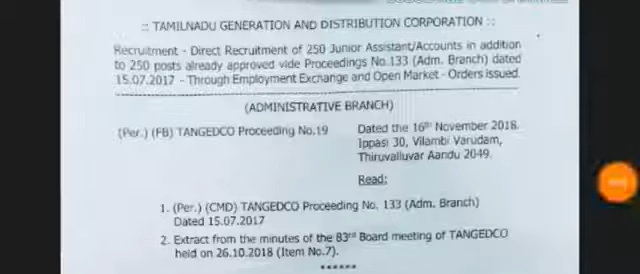 :: TAMILNADU GENERATION AND DISTRIBUTION CORPORATION ::
Recruitment - Direct Recruitment of 250 Junior Assistant/Accounts in addition
to 250 posts already approved vide Proceedings No.133 (Adm. Branch) dated
15.07.2017 - Through Employment Exchange and Open Market - Orders issued.
(ADMINISTRATIVE BRANCH)
(Per.) (FB) TANGEDCO Proceeding No.19
Dated the 16th November 2018.
Ippasi 30, Vilambi Varudam,
Thiruvalluvar Aandu 2049.
Read:
1. (Per.) (CMD) TANGEDCO Proceeding No. 133 (Adm. Branch)
Dated 15.07.2017
2. Extract from the minutes of the 83rd Board meeting of TANGEDCO
held on 26.10.2018 (Item No.7).
******